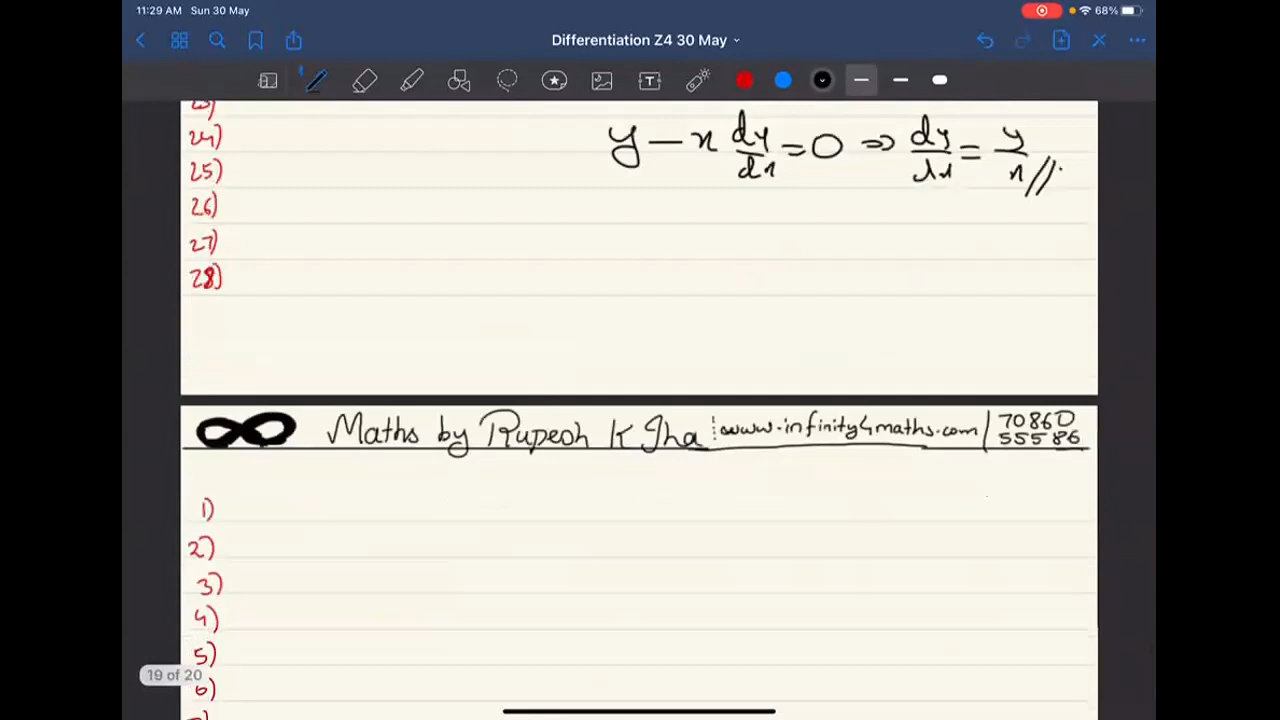 11:29 AM Sun 30 May 68%
Differentiation Z4 30 May
T
23)
24)
y - x dy/dx = 0 ⇒ dy/dx = y/x //.
25)
26)
27)
28)
∞ Maths by Rupesh K Jha www.infinity4maths.com / 70860 55586
1)
2)
3)
4)
5)
19 of 20
6)
7)